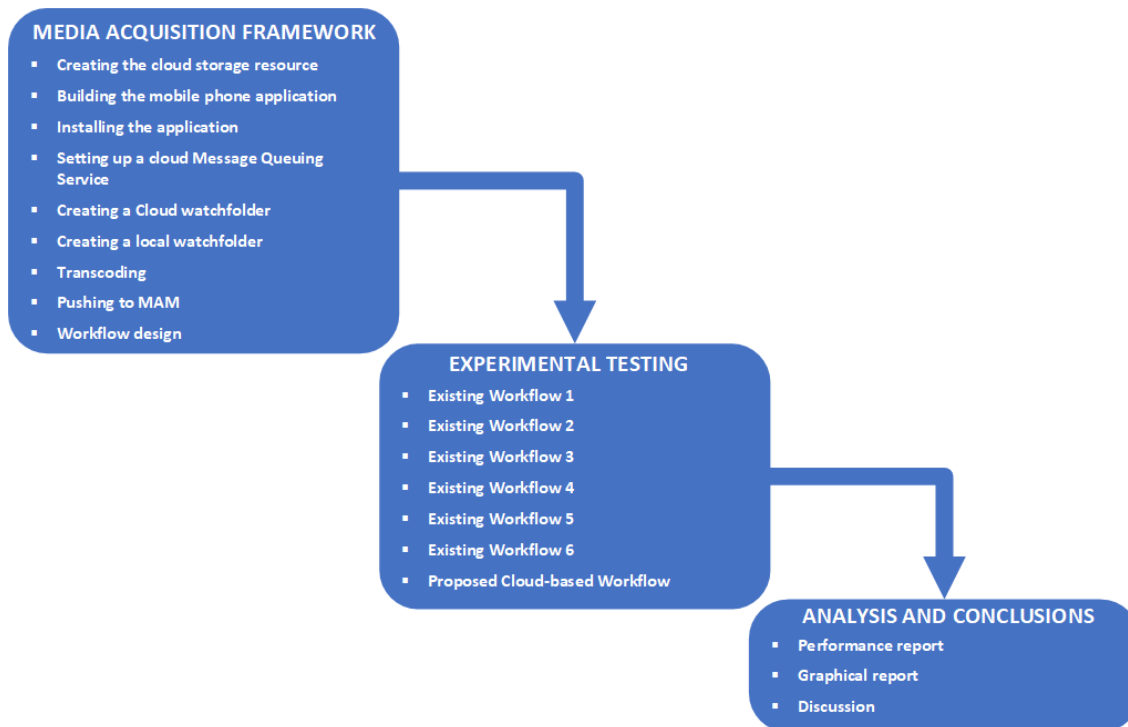 MEDIA ACQUISITION FRAMEWORK
▪ Creating the cloud storage resource
▪ Building the mobile phone application
▪ Installing the application
▪ Setting up a cloud Message Queuing
Service
▪ Creating a Cloud watchfolder
▪ Creating a local watchfolder
▪ Transcoding
▪ Pushing to MAM
▪ Workflow design
EXPERIMENTAL TESTING
▪ Existing Workflow 1
▪ Existing Workflow 2
▪ Existing Workflow 3
▪ Existing Workflow 4
▪ Existing Workflow 5
▪ Existing Workflow 6
▪ Proposed Cloud-based Workflow
ANALYSIS AND CONCLUSIONS
▪ Performance report
▪ Graphical report
▪ Discussion